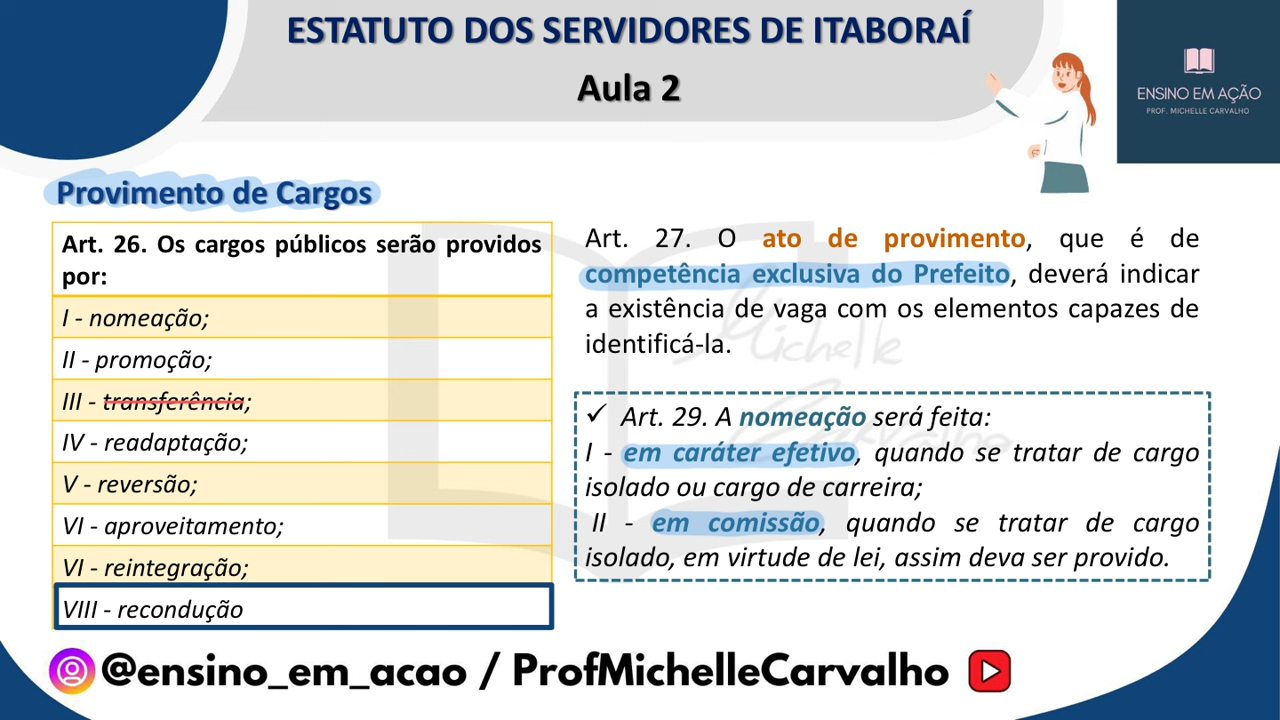 ESTATUTO DOS SERVIDORES DE ITABORAÍ
Aula 2
ENSINO EM AÇÃO
PROF. MICHELLE CARVALHO
Provimento de Cargos
Art. 26. Os cargos públicos serão providos
por:
I - nomeação;
II - promoção;
III - transferência;
IV - readaptação;
V - reversão;
VI - aproveitamento;
VI - reintegração;
VIII - recondução
Art. 27. O ato de provimento, que é de
competência exclusiva do Prefeito, deverá indicar
a existência de vaga com os elementos capazes de
identificá-la.
✓ Art. 29. A nomeação será feita:
I - em caráter efetivo, quando se tratar de cargo
isolado ou cargo de carreira;
II - em comissão, quando se tratar de cargo
isolado, em virtude de lei, assim deva ser provido.
Michelle
Carvalho
@ensino_em_acao / ProfMichelleCarvalho